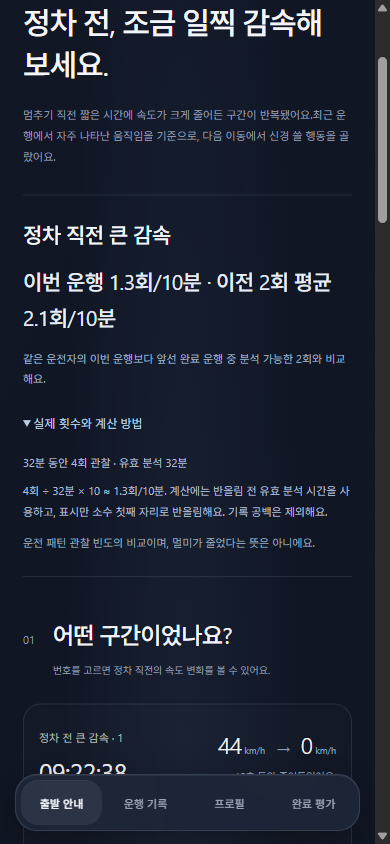 정차 전, 조금 일찍 감속해
보세요.
멈추기 직전 짧은 시간에 속도가 크게 줄어든 구간이 반복됐어요.최근 운
행에서 자주 나타난 움직임을 기준으로, 다음 이동에서 신경 쓸 행동을 골
랐어요.
정차 직전 큰 감속
이번 운행 1.3회/10분 · 이전 2회 평균
2.1회/10분
같은 운전자의 이번 운행보다 앞선 완료 운행 중 분석 가능한 2회와 비교
해요.
▼ 실제 횟수와 계산 방법
32분 동안 4회 관찰 · 유효 분석 32분
4회 ÷ 32분 × 10 ≈ 1.3회/10분. 계산에는 반올림 전 유효 분석 시간을 사
용하고, 표시만 소수 첫째 자리로 반올림해요. 기록 공백은 제외해요.
운전 패턴 관찰 빈도의 비교이며, 멀미가 줄었다는 뜻은 아니에요.
01 어떤 구간이었나요?
번호를 고르면 정차 직전의 속도 변화를 볼 수 있어요.
정차 전 큰 감속 · 1
44 km/h → 0 km/h
09:22:38
출발 안내 운행 기록 프로필 완료 평가